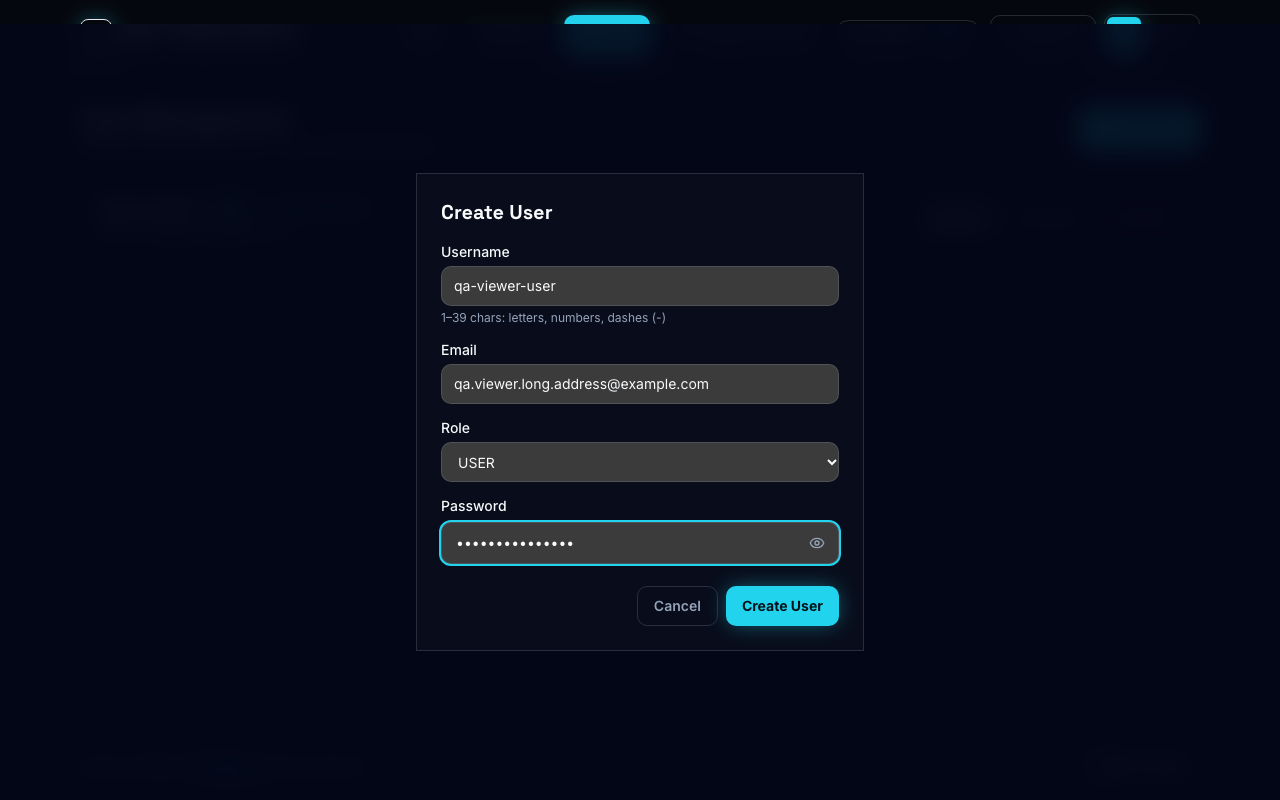 Create User
Username
qa-viewer-user
1–39 chars: letters, numbers, dashes (-)
Email
qa.viewer.long.address@example.com
Role
USER
Password
•••••••••••••••
Cancel
Create User